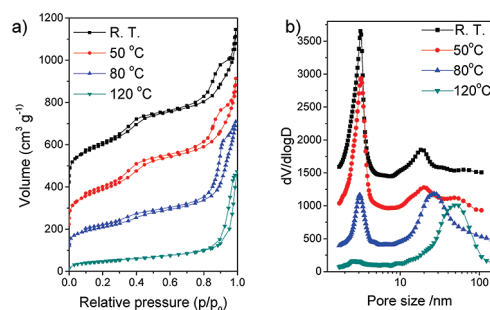 a)
R. T.
50 °C
80 °C
120 °C
Volume (cm³ g⁻¹)
1200
1000
800
600
400
200
0
0.0 0.2 0.4 0.6 0.8 1.0
Relative pressure (p/p₀)
b)
R. T.
50°C
80°C
120°C
dV/dlogD
3500
3000
2500
2000
1500
1000
500
0
10 100
Pore size /nm